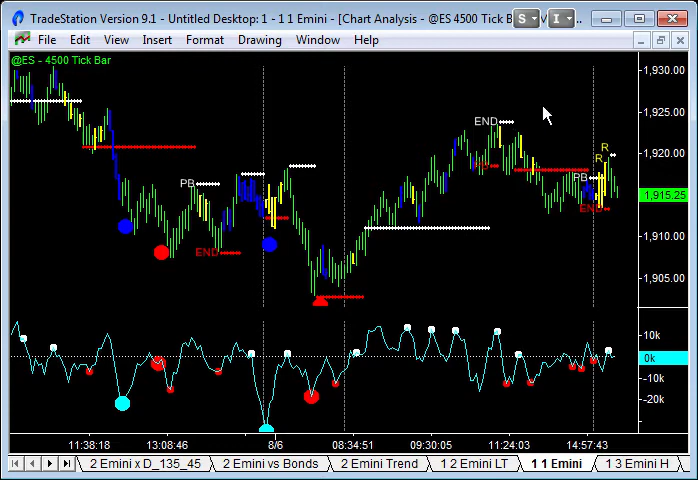 TradeStation Version 9.1 - Untitled Desktop: 1 - 1 1 Emini - [Chart Analysis - @ES 4500 Tick B
S
I
File Edit View Insert Format Drawing Window Help
@ES - 4500 Tick Bar
1,930.00
1,925.00
END
R
1,920.00
R
PB
PB
1,915.25
END
1,910.00
END
1,905.00
10k
0k
-10k
-20k
11:38:18 13:08:46 8/6 08:34:51 09:30:05 11:24:03 14:57:43
2 Emini x D_135_45 2 Emini vs Bonds 2 Emini Trend 1 2 Emini LT 1 1 Emini 1 3 Emini H